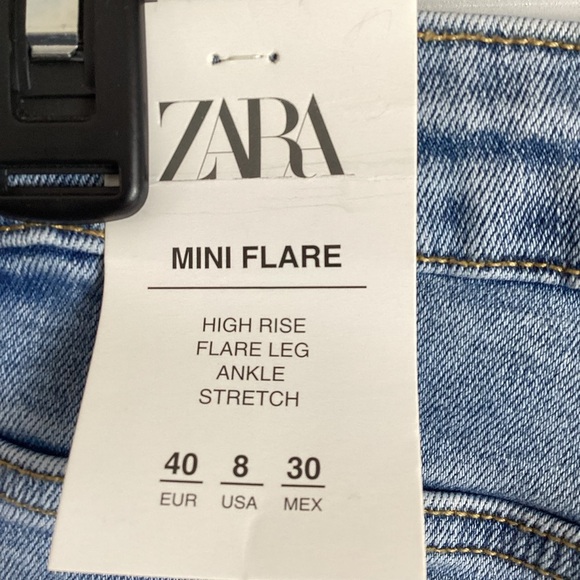 ZARA
MINI FLARE
HIGH RISE
FLARE LEG
ANKLE
STRETCH
40 8 30
EUR USA MEX